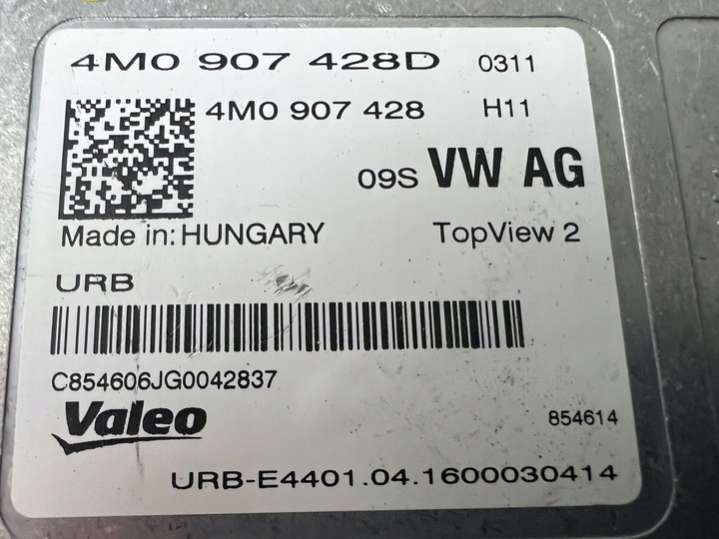 4M0 907 428D 0311
4M0 907 428 H11
09S VW AG
Made in: HUNGARY TopView 2
URB
C854606JG0042837
Valeo 854614
URB-E4401.04.1600030414